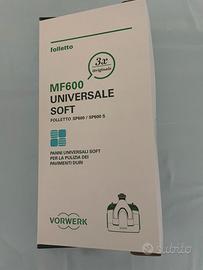 folletto
3x
Originale
MF600
UNIVERSALE
SOFT
FOLLETTO SP600 / SP600 S
PANNI UNIVERSALI SOFT
PER LA PULIZIA DEI
PAVIMENTI DURI
VORWERK
subito